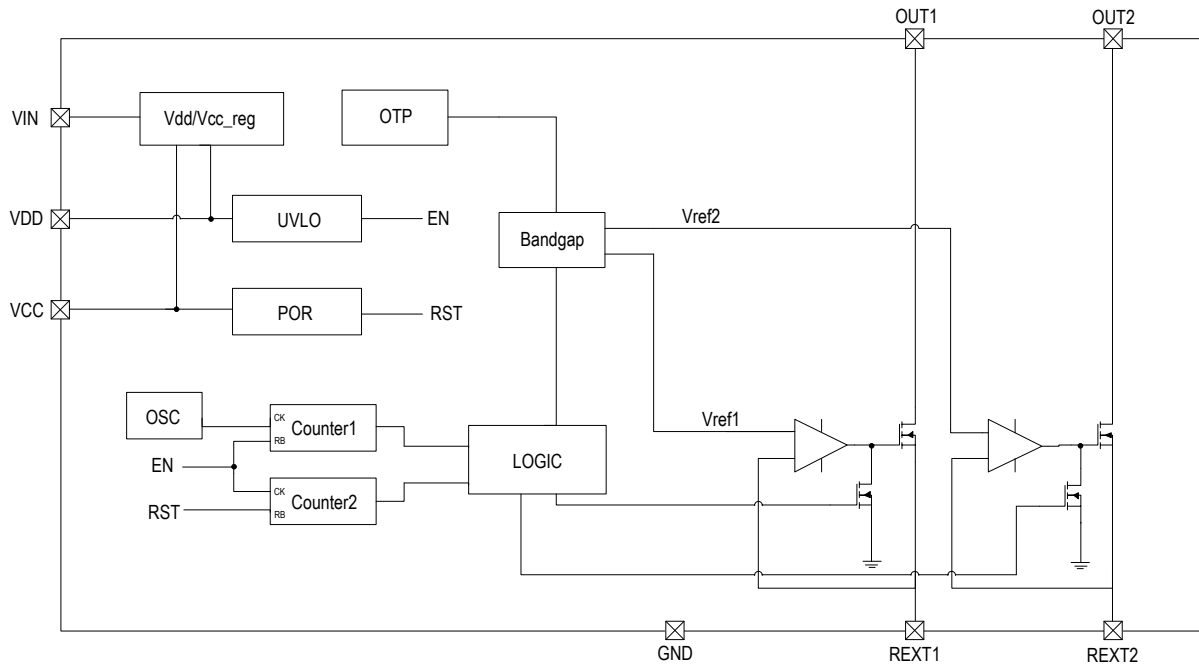 OUT1
OUT2
VIN
Vdd/Vcc_reg
OTP
VDD
UVLO
EN
Bandgap
Vref2
VCC
POR
RST
OSC
CK
Counter1
RB
Vref1
EN
LOGIC
CK
Counter2
RST
RB
GND
REXT1
REXT2